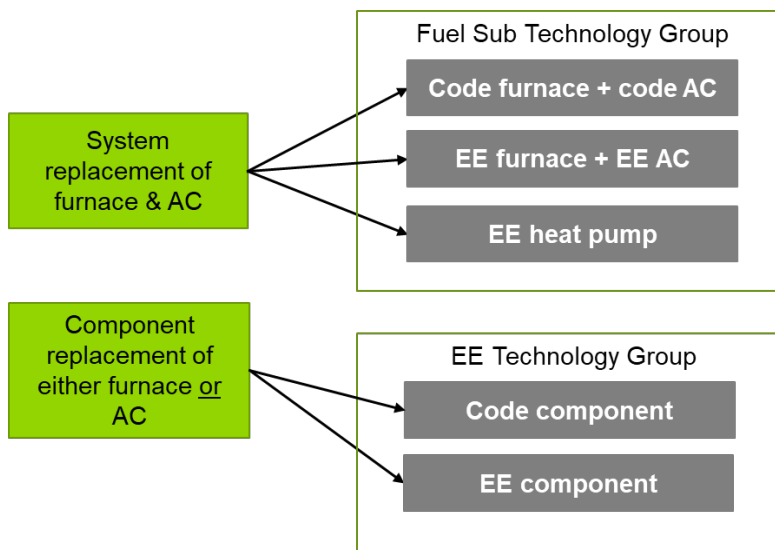 Fuel Sub Technology Group
System
replacement of
furnace & AC
Code furnace + code AC
EE furnace + EE AC
EE heat pump
Component
replacement of
either furnace or
AC
EE Technology Group
Code component
EE component